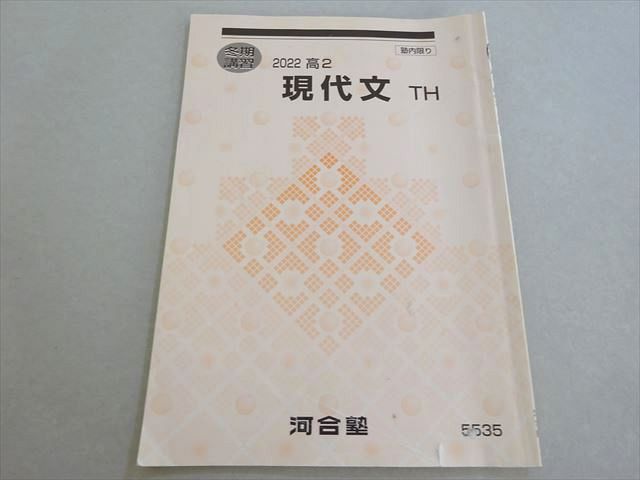 冬期
講習
2022 高2
塾内限り
現代文 TH
河合塾
5535